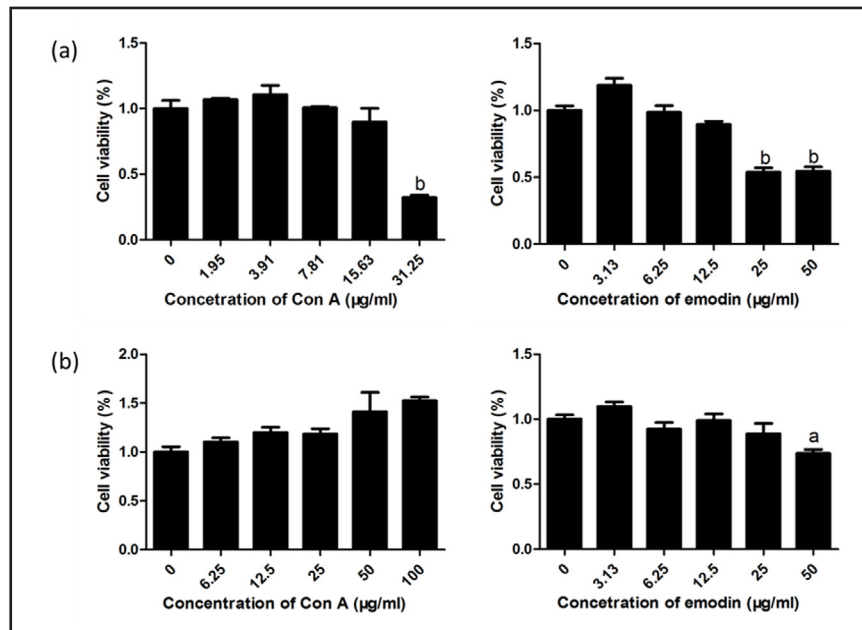 (a)
Cell viability (%)
1.5
1.0
0.5
0.0
0
1.95
3.91
7.81
15.63
31.25
b
Concetration of Con A (µg/ml)
Cell viability (%)
1.5
1.0
0.5
0.0
0
3.13
6.25
12.5
25
50
b
b
Concetration of emodin (µg/ml)
(b)
Cell viability (%)
2.0
1.5
1.0
0.5
0.0
0
6.25
12.5
25
50
100
Concentration of Con A (µg/ml)
Cell viability (%)
1.5
1.0
0.5
0.0
0
3.13
6.25
12.5
25
50
a
Concetration of emodin (µg/ml)